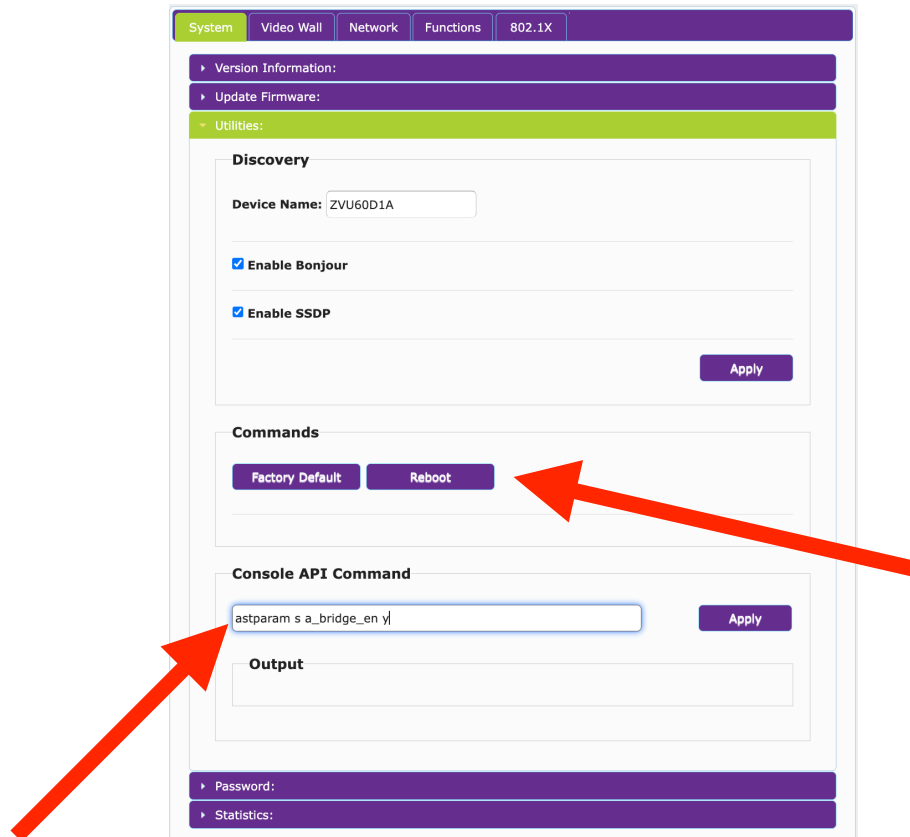 System Video Wall Network Functions 802.1X
Version Information:
Update Firmware:
Utilities:
Discovery
Device Name: ZVU60D1A
Enable Bonjour
Enable SSDP
Apply
Commands
Factory Default Reboot
Console API Command
astparam s a_bridge_en y Apply
Output
Password:
Statistics: